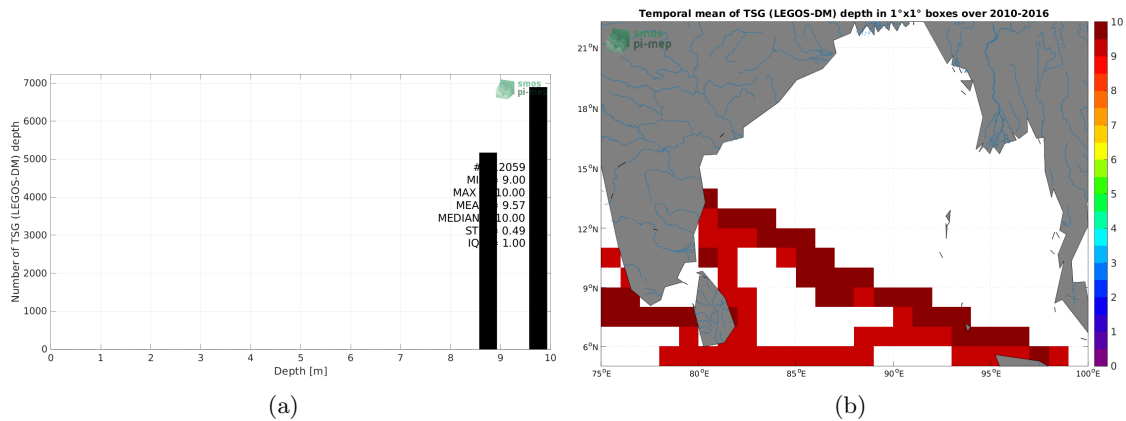 Temporal mean of TSG (LEGOS-DM) depth in 1°x1° boxes over 2010-2016
smos
pi-mep
Number of TSG (LEGOS-DM) depth
7000
6000
5000
4000
3000
2000
1000
0
smos
pi-mep
2059
= 9.00
MAX 10.00
= 9.57
MEDIAN 10.00
= 0.49
= 1.00
0 1 2 3 4 5 6 7 8 9 10
Depth [m]
21°N
18°N
15°N
12°N
9°N
6°N
75°E 80°E 85°E 90°E 95°E 100°E
10
9
8
7
6
5
4
3
2
1
0
(a)
(b)